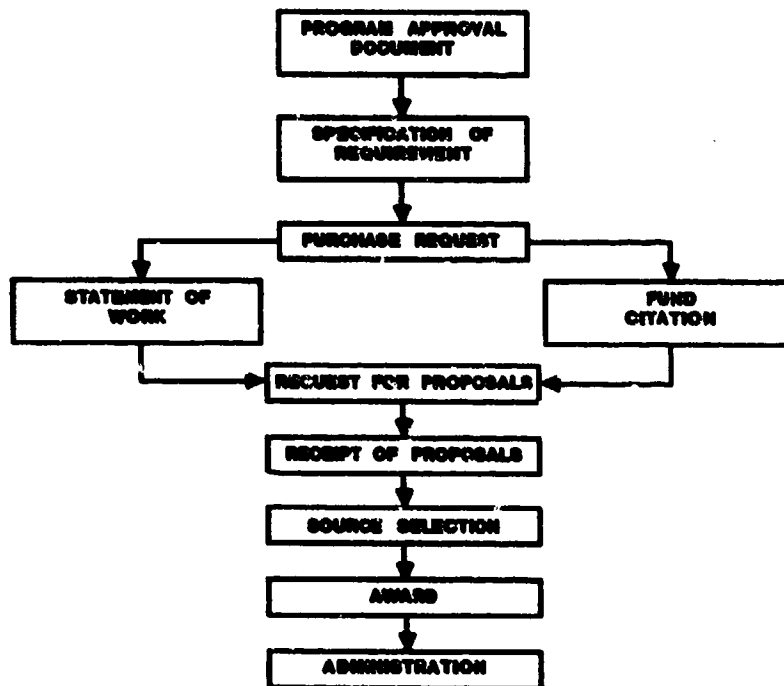 PROGRAM APPROVAL
DOCUMENT
SPECIFICATION OF
REQUIREMENT
PURCHASE REQUEST
STATEMENT OF
WORK
FUND
CITATION
REQUEST FOR PROPOSALS
RECEIPT OF PROPOSALS
SOURCE SELECTION
AWARD
ADMINISTRATION